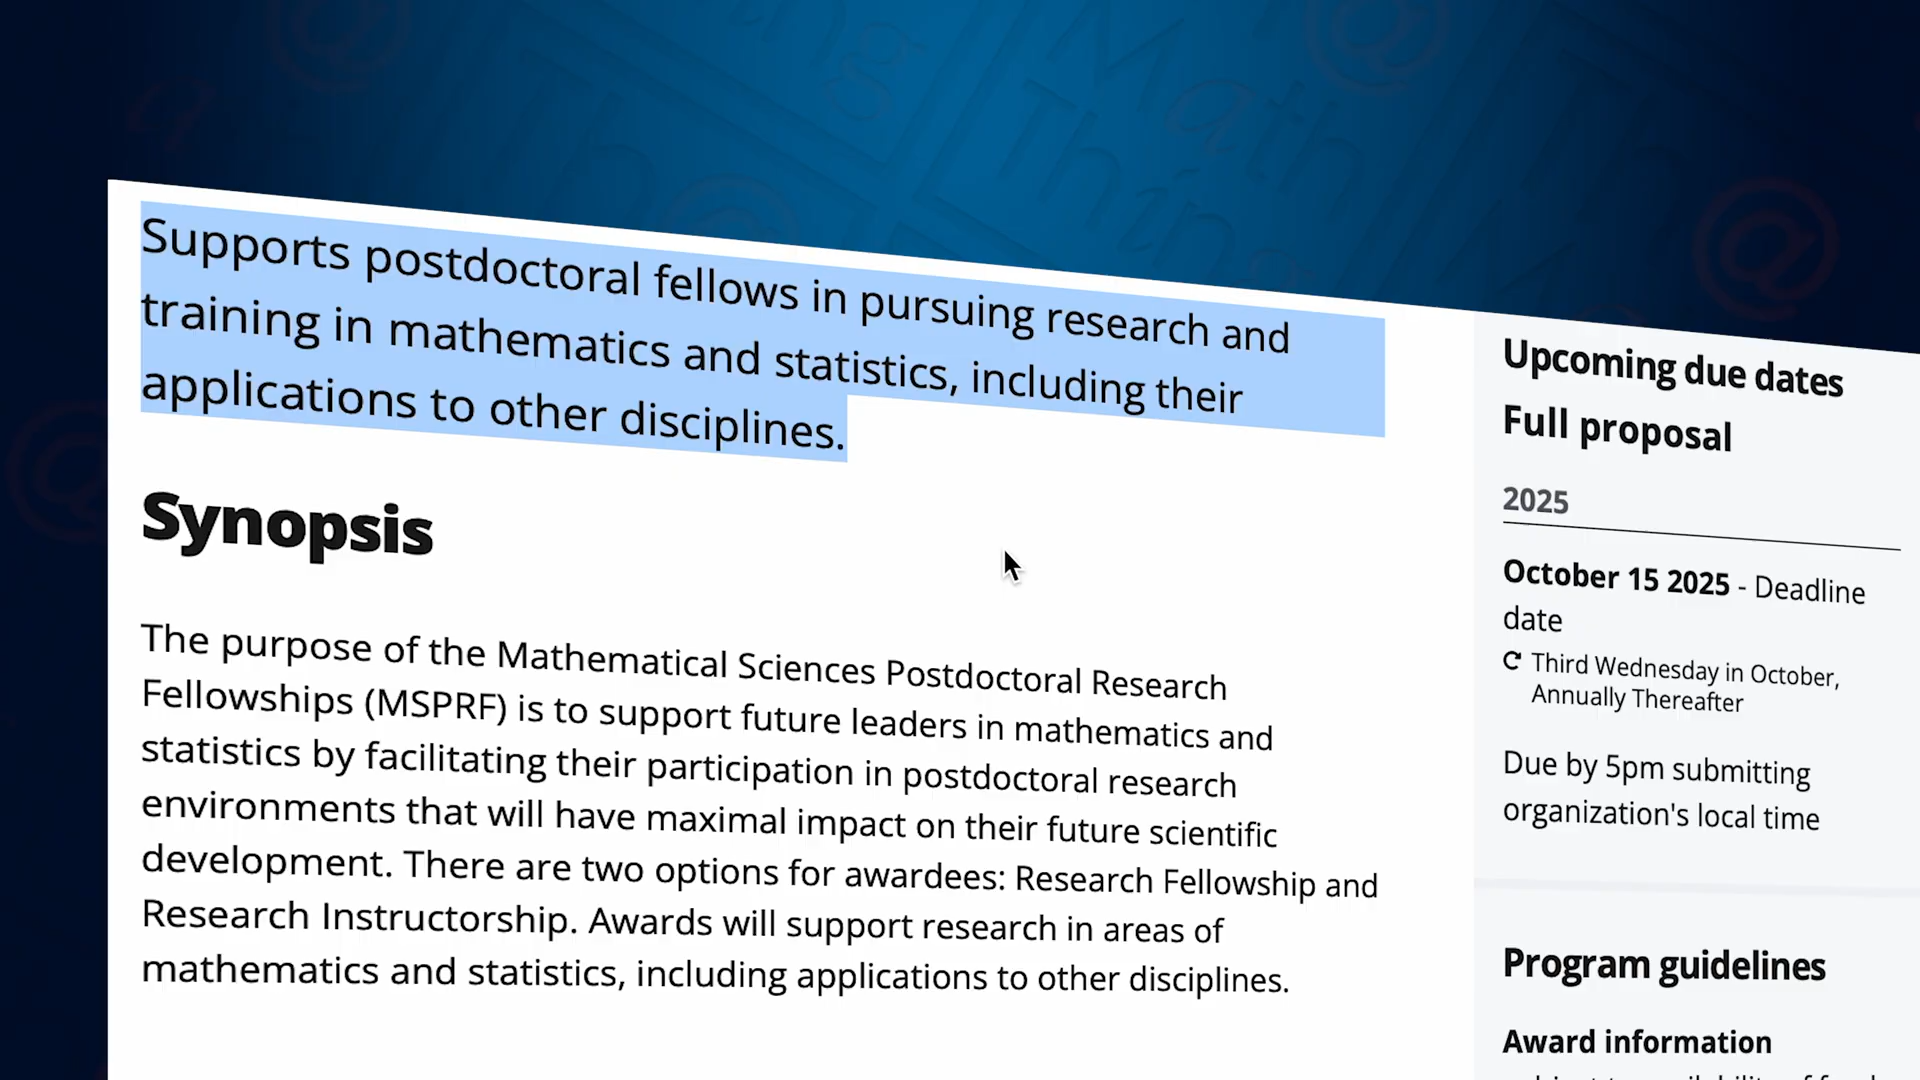 Supports postdoctoral fellows in pursuing research and
training in mathematics and statistics, including their
applications to other disciplines.
Synopsis
The purpose of the Mathematical Sciences Postdoctoral Research
Fellowships (MSPRF) is to support future leaders in mathematics and
statistics by facilitating their participation in postdoctoral research
environments that will have maximal impact on their future scientific
development. There are two options for awardees: Research Fellowship and
Research Instructorship. Awards will support research in areas of
mathematics and statistics, including applications to other disciplines.
Upcoming due dates
Full proposal
2025
October 15 2025 - Deadline
date
Third Wednesday in October,
Annually Thereafter
Due by 5pm submitting
organization's local time
Program guidelines
Award information